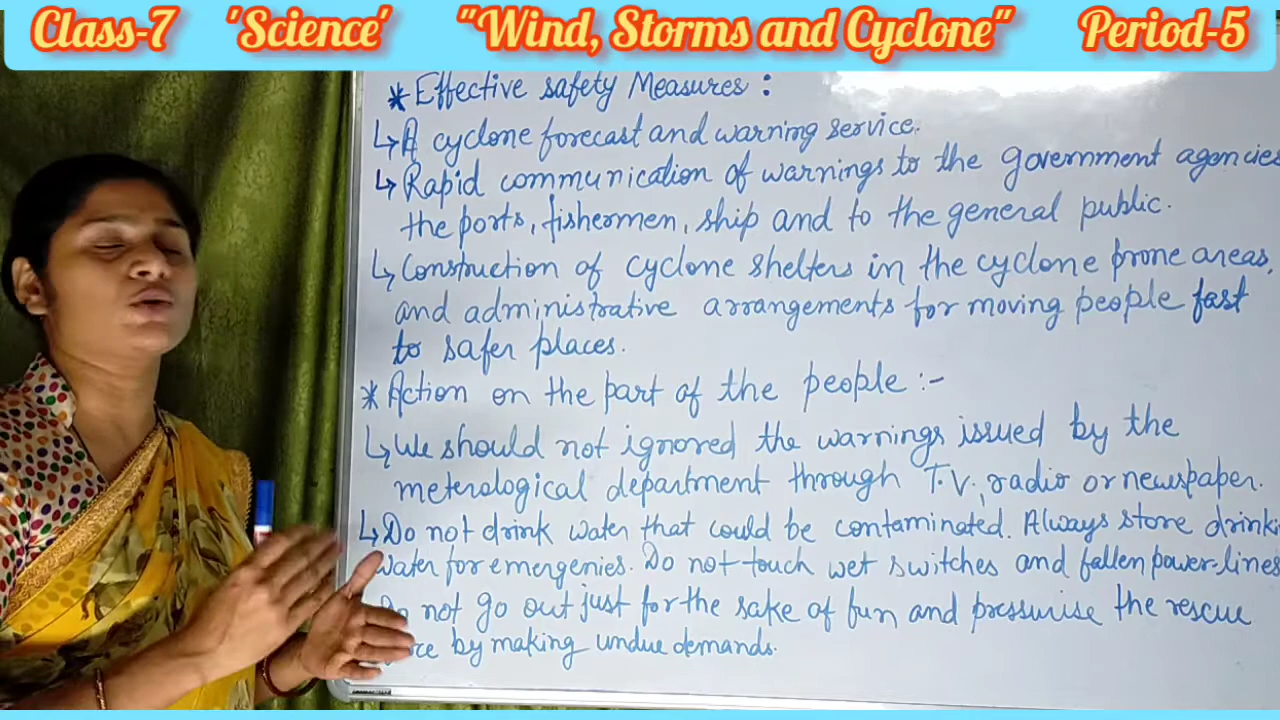 Class-7 'Science' "Wind, Storms and Cyclone" Period-5
* Effective safety Measures :
↳ A cyclone forecast and warning service.
↳ Rapid communication of warnings to the government agencies
the ports, fishermen, ship and to the general public.
↳ Construction of cyclone shelters in the cyclone prone areas,
and administrative arrangements for moving people fast
to safer places.
* Action on the part of the people :-
↳ We should not ignored the warnings issued by the
meterological department through T.V., radio or newspaper.
↳ Do not drink water that could be contaminated. Always store drinki
water for emergenies. Do not touch wet switches and fallen power-lines
Do not go out just for the sake of fun and pressurise the rescue
by making undue demands.